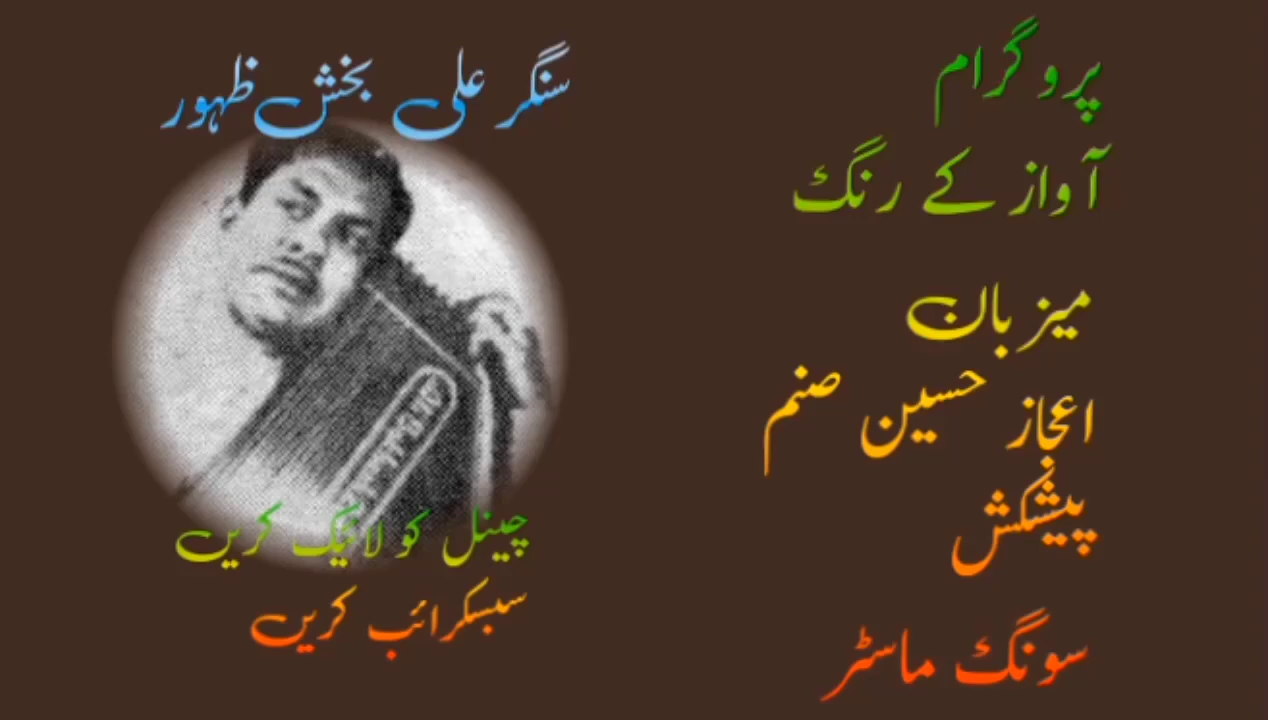 پروگرام
آواز کے رنگ
میزبان
اعجاز حسین صنم
پیشکش
سونگ ماسٹر
سنگر علی بخش ظہور
چینل کو لائیک کریں
سبسکرائب کریں